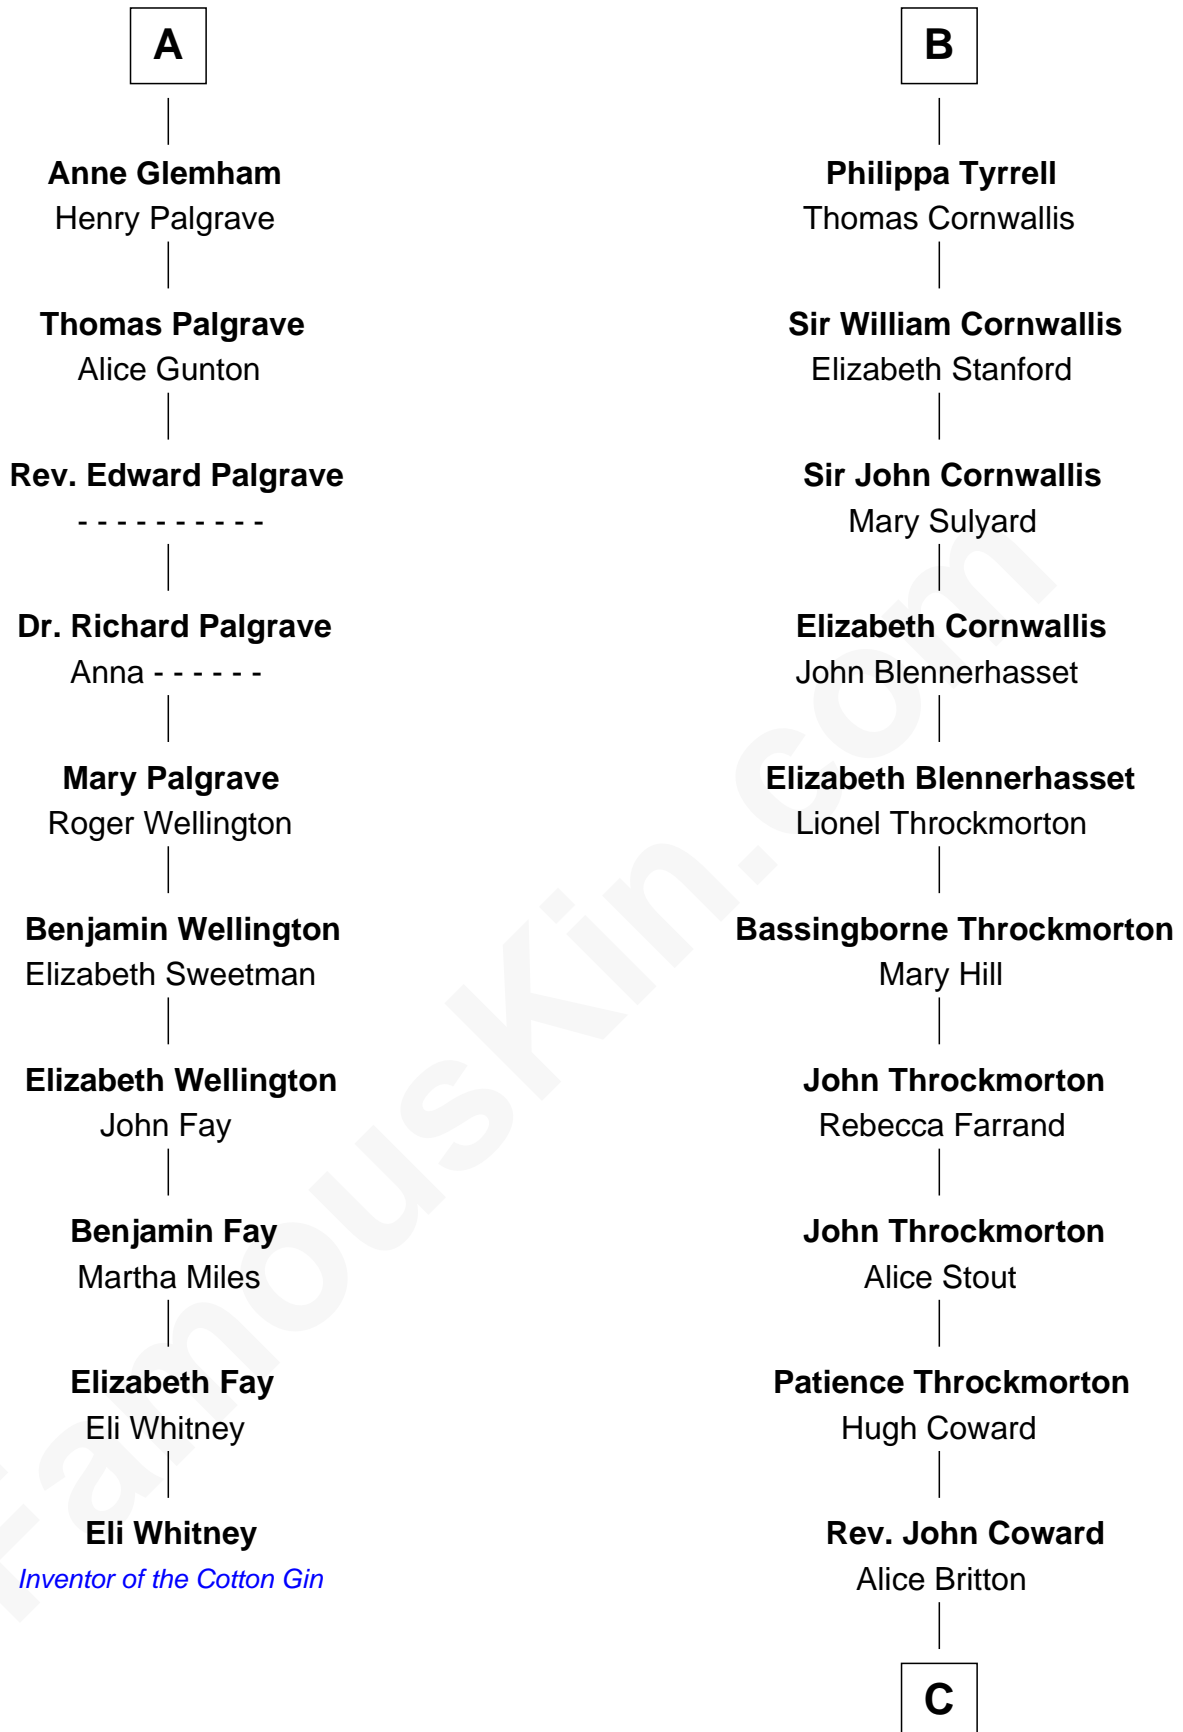 A
Anne Glemham
Henry Palgrave
Thomas Palgrave
Alice Gunton
Rev. Edward Palgrave
- - - - - - - - - -
Dr. Richard Palgrave
Anna - - - - - -
Mary Palgrave
Roger Wellington
Benjamin Wellington
Elizabeth Sweetman
Elizabeth Wellington
John Fay
Benjamin Fay
Martha Miles
Elizabeth Fay
Eli Whitney
Eli Whitney
Inventor of the Cotton Gin
B
Philippa Tyrrell
Thomas Cornwallis
Sir William Cornwallis
Elizabeth Stanford
Sir John Cornwallis
Mary Sulyard
Elizabeth Cornwallis
John Blennerhasset
Elizabeth Blennerhasset
Lionel Throckmorton
Bassingborne Throckmorton
Mary Hill
John Throckmorton
Rebecca Farrand
John Throckmorton
Alice Stout
Patience Throckmorton
Hugh Coward
Rev. John Coward
Alice Britton
C
FamousKin.com